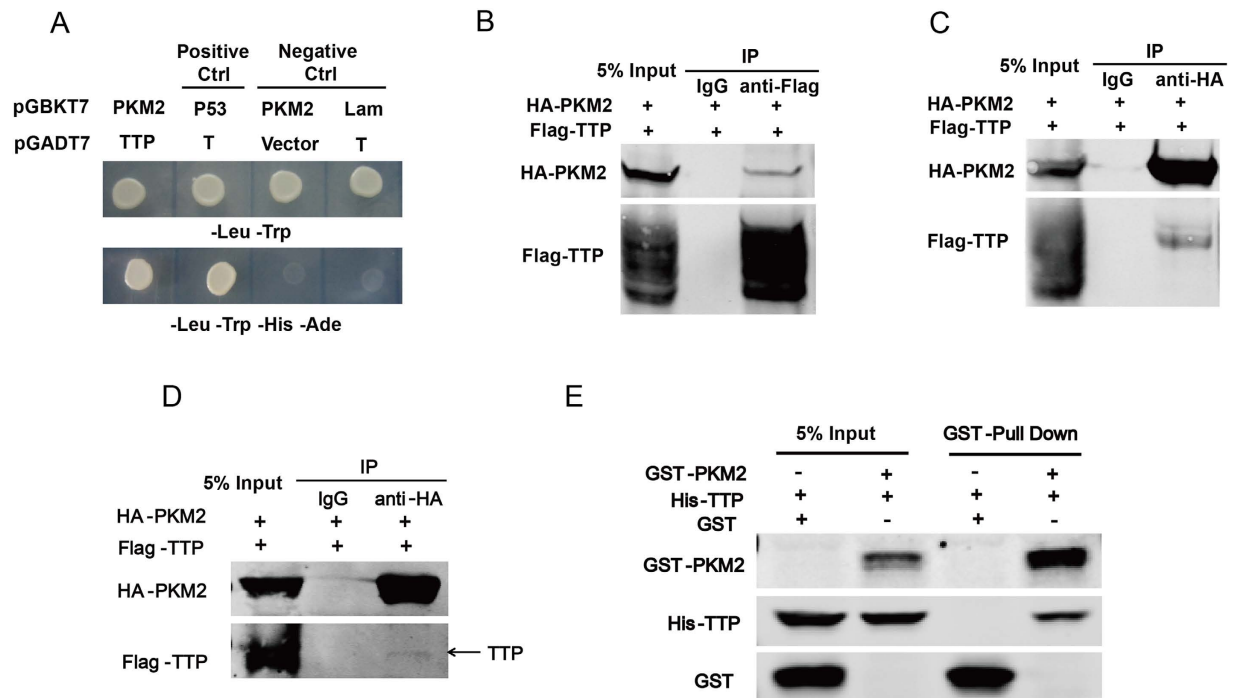 A
Positive Ctrl
Negative Ctrl
pGBKT7 PKM2 P53 PKM2 Lam
pGADT7 TTP T Vector T
-Leu -Trp
-Leu -Trp -His -Ade
B
IP
5% Input IgG anti-Flag
HA-PKM2 + + +
Flag-TTP + + +
HA-PKM2
Flag-TTP
C
IP
5% Input IgG anti-HA
HA-PKM2 + + +
Flag-TTP + + +
HA-PKM2
Flag-TTP
D
IP
5% Input IgG anti-HA
HA-PKM2 + + +
Flag-TTP + + +
HA-PKM2
Flag-TTP TTP
E
5% Input GST-Pull Down
GST-PKM2 - + - +
His-TTP + + + +
GST + - + -
GST-PKM2
His-TTP
GST